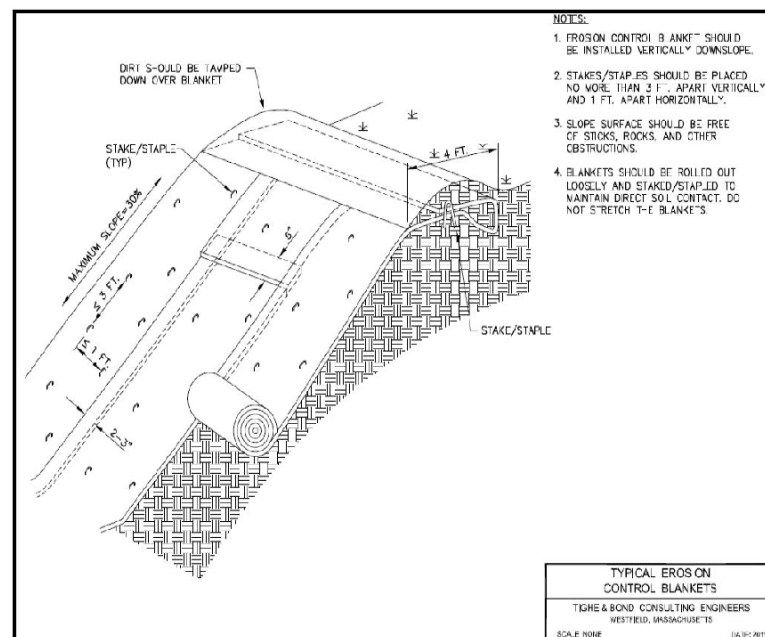 NOTES:
1. EROSION CONTROL BLANKET SHOULD
BE INSTALLED VERTICALLY DOWNSLOPE.
2. STAKES/STAPLES SHOULD BE PLACED
NO MORE THAN 3 FT. APART VERTICALLY
AND 1 FT. APART HORIZONTALLY.
3. SLOPE SURFACE SHOULD BE FREE
OF STICKS, ROCKS, AND OTHER
OBSTRUCTIONS.
4. BLANKETS SHOULD BE ROLLED OUT
LOOSELY AND STAKED/STAPLED TO
MAINTAIN DIRECT SOIL CONTACT. DO
NOT STRETCH THE BLANKETS.
DIRT SHOULD BE TAMPED
DOWN OVER BLANKET
STAKE/STAPLE
(TYP)
4 FT.
MAXIMUM SLOPE=30%
6"
≤ 3 FT.
≤ 1 FT.
2-3"
STAKE/STAPLE
TYPICAL EROSION
CONTROL BLANKETS
TIGHE & BOND CONSULTING ENGINEERS
WESTFIELD, MASSACHUSETTS
SCALE: NONE